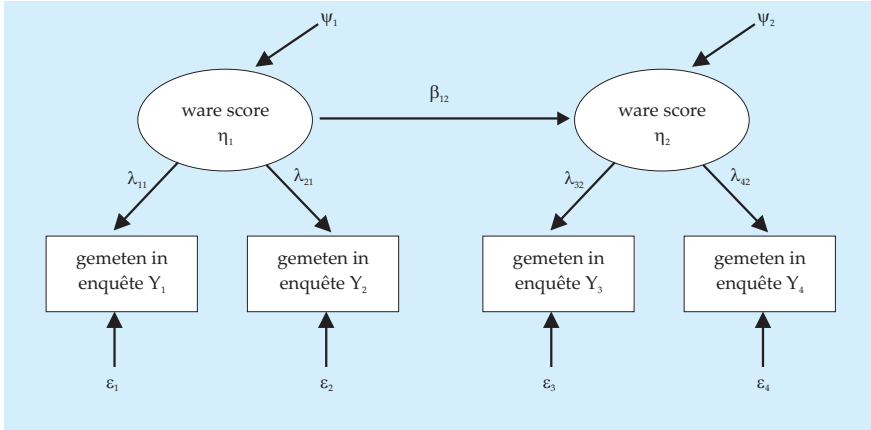 ψ₁
ψ₂
ware score
η₁
β₁₂
ware score
η₂
λ₁₁
λ₂₁
λ₃₂
λ₄₂
gemeten in
enquête Y₁
gemeten in
enquête Y₂
gemeten in
enquête Y₃
gemeten in
enquête Y₄
ε₁
ε₂
ε₃
ε₄